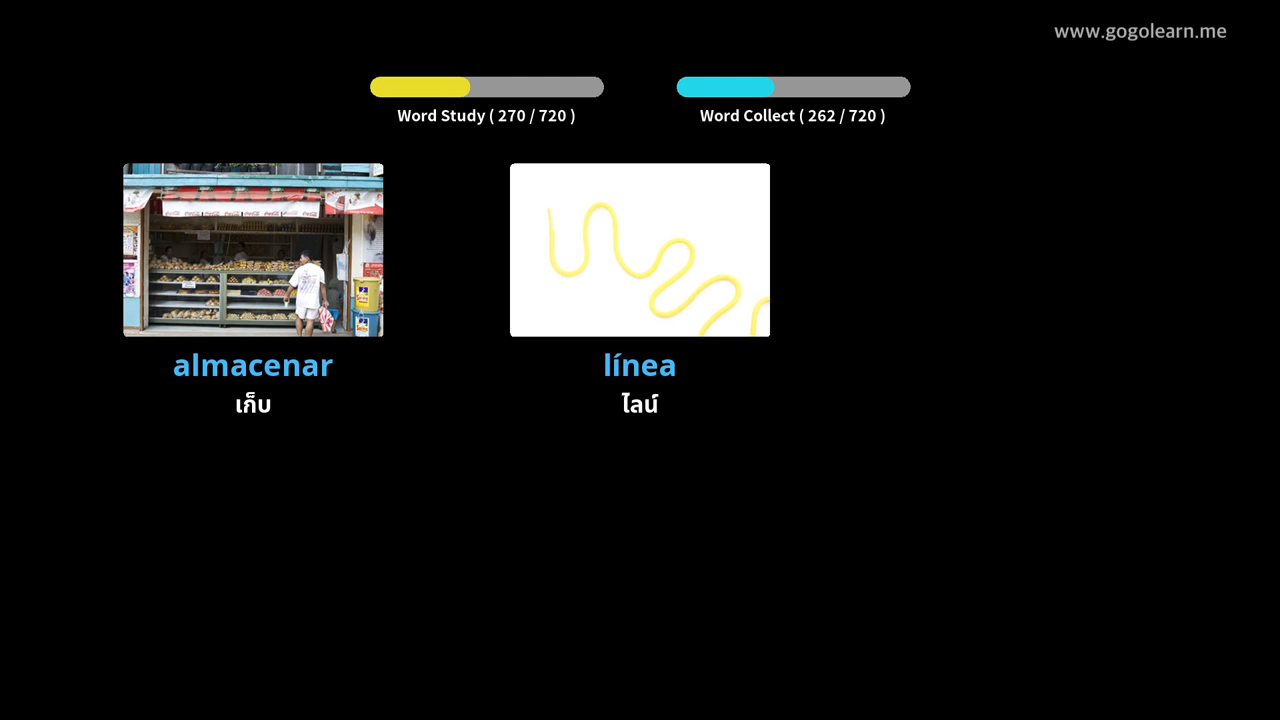 www.gogolearn.me
Word Study ( 270 / 720 )
Word Collect ( 262 / 720 )
almacenar
เก็บ
línea
ไลน์